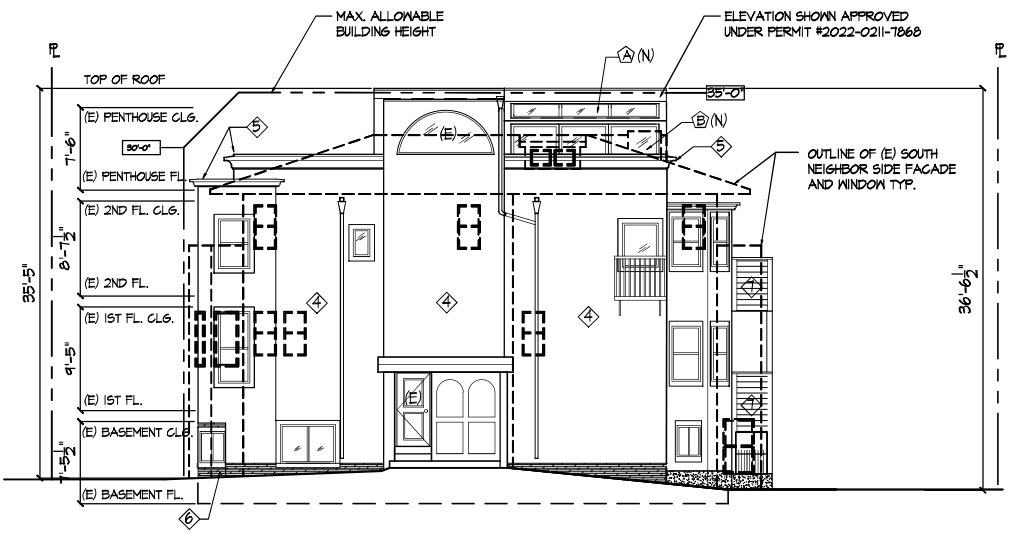 MAX. ALLOWABLE
BUILDING HEIGHT
ELEVATION SHOWN APPROVED
UNDER PERMIT #2022-0211-7868
PL
PL
A (N)
TOP OF ROOF
35'-0"
(E) PENTHOUSE CLG.
B (N)
5
(E)
7'-6"
30'-0"
5
OUTLINE OF (E) SOUTH
NEIGHBOR SIDE FACADE
AND WINDOW TYP.
(E) PENTHOUSE FL.
(E) 2ND FL. CLG.
8'-7 1/2"
35'-5"
36'-6 1/2"
(E) 2ND FL.
7
4
4
4
(E) 1ST FL. CLG.
9'-5"
(E) 1ST FL.
(E)
7
(E) BASEMENT CLG.
7'-5 1/2"
(E) BASEMENT FL.
6